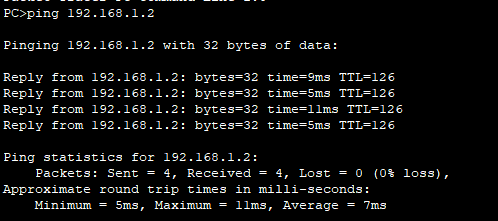 PC>ping 192.168.1.2
Pinging 192.168.1.2 with 32 bytes of data:
Reply from 192.168.1.2: bytes=32 time=9ms TTL=126
Reply from 192.168.1.2: bytes=32 time=5ms TTL=126
Reply from 192.168.1.2: bytes=32 time=11ms TTL=126
Reply from 192.168.1.2: bytes=32 time=5ms TTL=126
Ping statistics for 192.168.1.2:
Packets: Sent = 4, Received = 4, Lost = 0 (0% loss),
Approximate round trip times in milli-seconds:
Minimum = 5ms, Maximum = 11ms, Average = 7ms